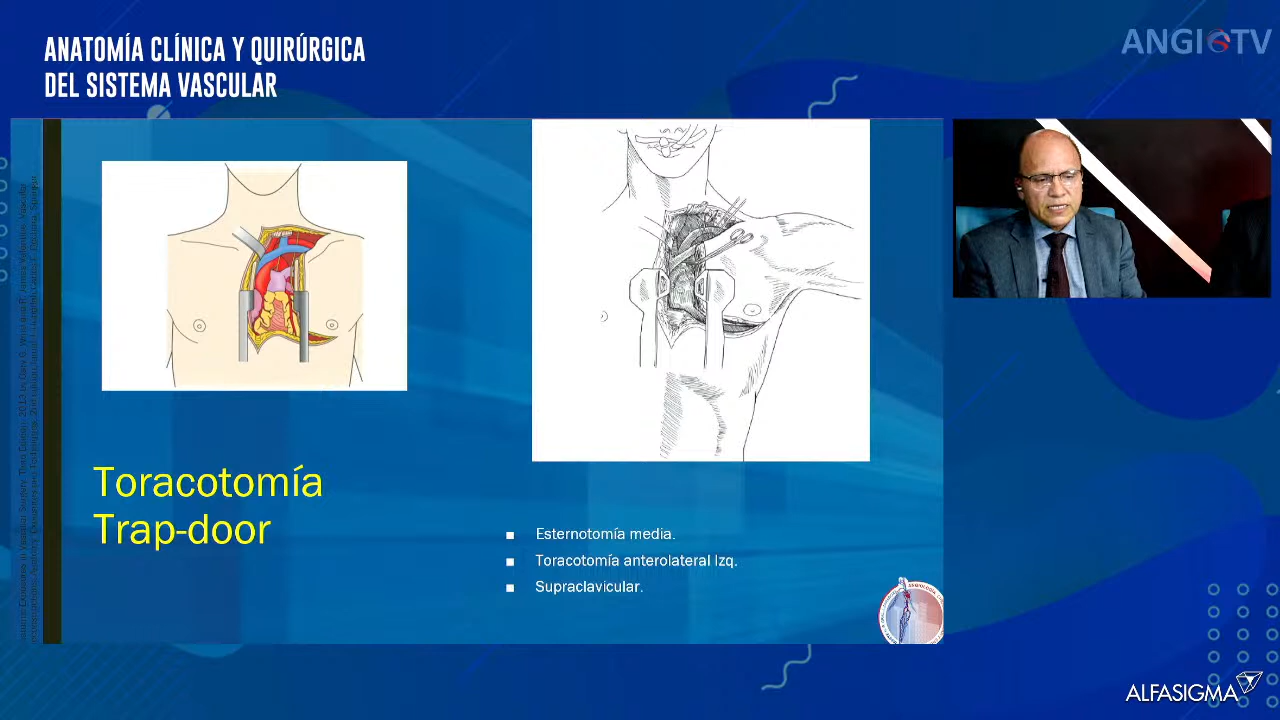 ANATOMÍA CLÍNICA Y QUIRÚRGICA
DEL SISTEMA VASCULAR
ANGIOTV
Toracotomía
Trap-door
Esternotomía media.
Toracotomía anterolateral Izq.
Supraclavicular.
ALFASIGMA